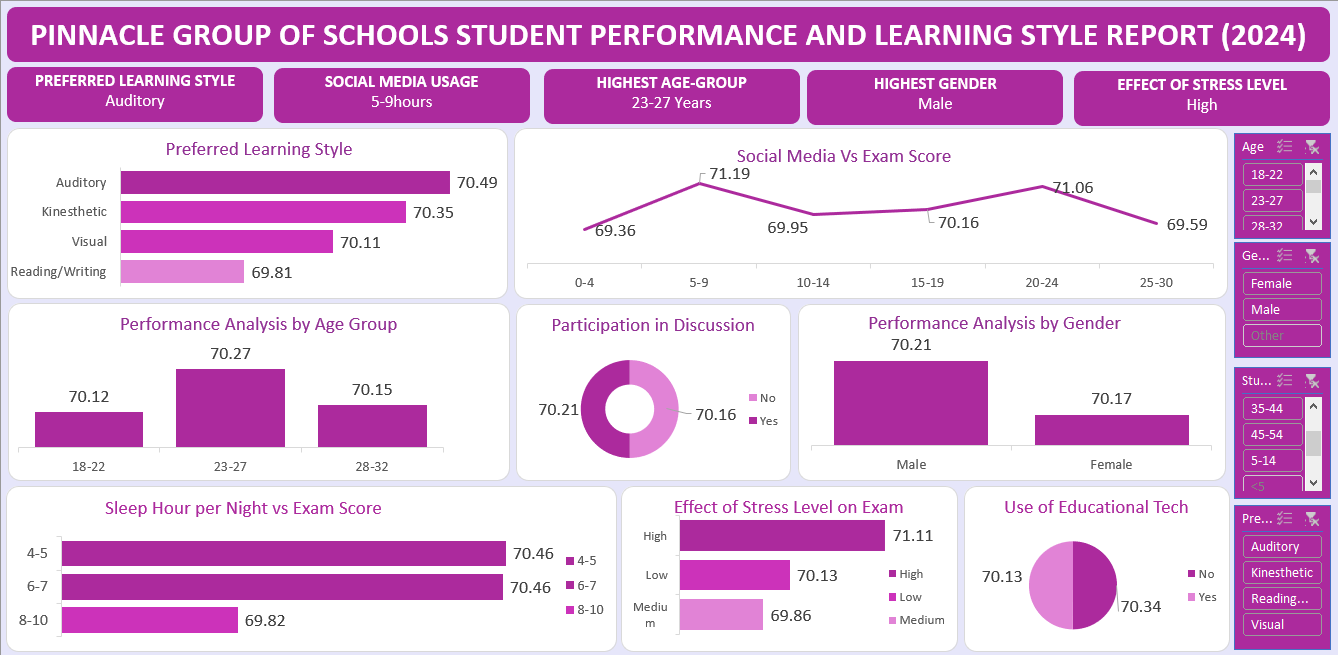 PINNACLE GROUP OF SCHOOLS STUDENT PERFORMANCE AND LEARNING STYLE REPORT (2024)
PREFERRED LEARNING STYLE
Auditory
SOCIAL MEDIA USAGE
5-9hours
HIGHEST AGE-GROUP
23-27 Years
HIGHEST GENDER
Male
EFFECT OF STRESS LEVEL
High
Preferred Learning Style
Auditory
70.49
Kinesthetic
70.35
Visual
70.11
Reading/Writing
69.81
Social Media Vs Exam Score
69.36
71.19
69.95
70.16
71.06
69.59
0-4
5-9
10-14
15-19
20-24
25-30
Age
18-22
23-27
28-32
Ge...
Female
Male
Other
Performance Analysis by Age Group
70.12
70.27
70.15
18-22
23-27
28-32
Participation in Discussion
70.21
70.16
No
Yes
Performance Analysis by Gender
70.21
70.17
Male
Female
Stu...
35-44
45-54
5-14
<5
Sleep Hour per Night vs Exam Score
4-5
70.46
6-7
70.46
8-10
69.82
4-5
6-7
8-10
Effect of Stress Level on Exam
High
71.11
Low
70.13
Mediu
m
69.86
High
Low
Medium
Use of Educational Tech
70.13
70.34
No
Yes
Pre...
Auditory
Kinesthetic
Reading...
Visual